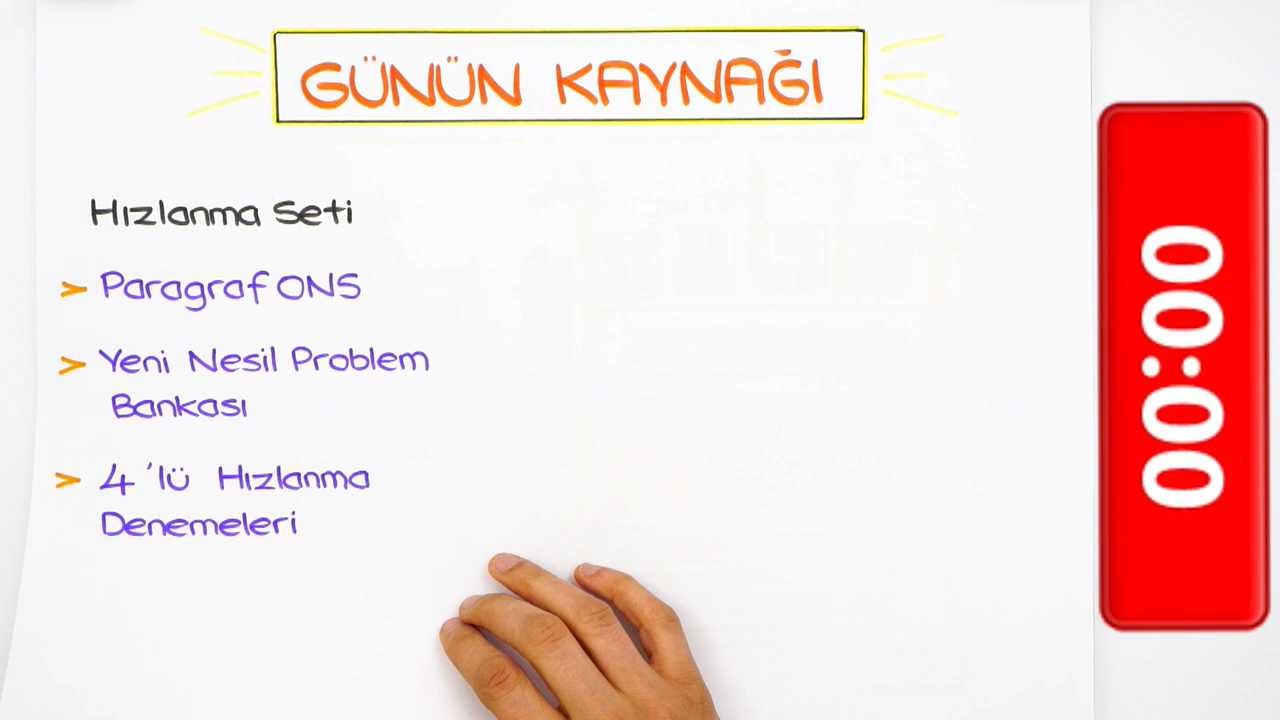 GÜNÜN KAYNAĞI
Hızlanma Seti
> Paragraf ONS
> Yeni Nesil Problem
Bankası
> 4'lü Hızlanma
Denemeleri
00:00